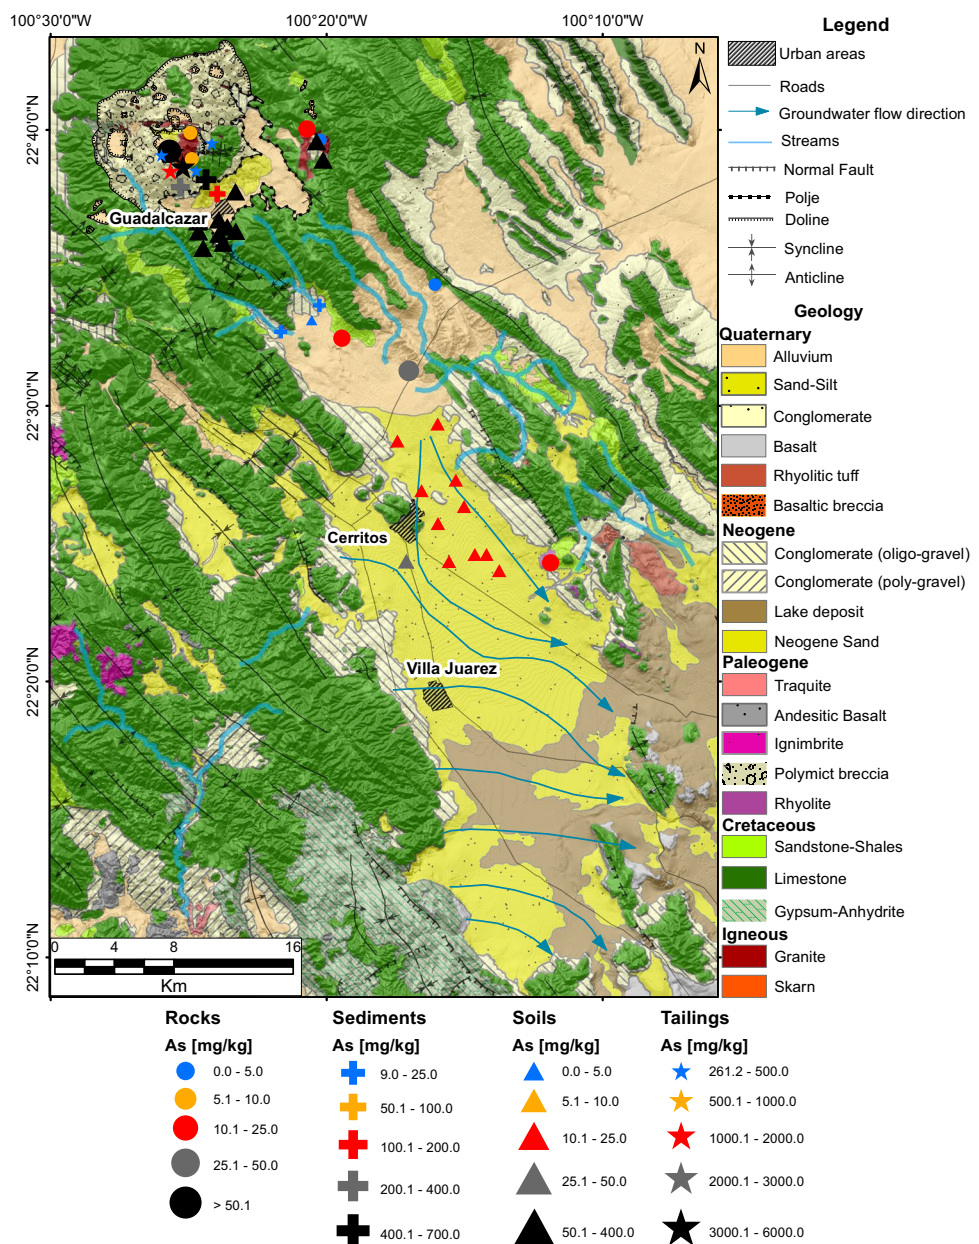 100°30'0"W
100°20'0"W
100°10'0"W
22°40'0"N
22°30'0"N
22°20'0"N
22°10'0"N
N
Guadalcazar
Cerritos
Villa Juarez
0 4 8 16
Km
Legend
Urban areas
Roads
Groundwater flow direction
Streams
Normal Fault
Polje
Doline
Syncline
Anticline
Geology
Quaternary
Alluvium
Sand-Silt
Conglomerate
Basalt
Rhyolitic tuff
Basaltic breccia
Neogene
Conglomerate (oligo-gravel)
Conglomerate (poly-gravel)
Lake deposit
Neogene Sand
Paleogene
Traquite
Andesitic Basalt
Ignimbrite
Polymict breccia
Rhyolite
Cretaceous
Sandstone-Shales
Limestone
Gypsum-Anhydrite
Igneous
Granite
Skarn
Rocks
As [mg/kg]
0.0 - 5.0
5.1 - 10.0
10.1 - 25.0
25.1 - 50.0
> 50.1
Sediments
As [mg/kg]
9.0 - 25.0
50.1 - 100.0
100.1 - 200.0
200.1 - 400.0
400.1 - 700.0
Soils
As [mg/kg]
0.0 - 5.0
5.1 - 10.0
10.1 - 25.0
25.1 - 50.0
50.1 - 400.0
Tailings
As [mg/kg]
261.2 - 500.0
500.1 - 1000.0
1000.1 - 2000.0
2000.1 - 3000.0
3000.1 - 6000.0